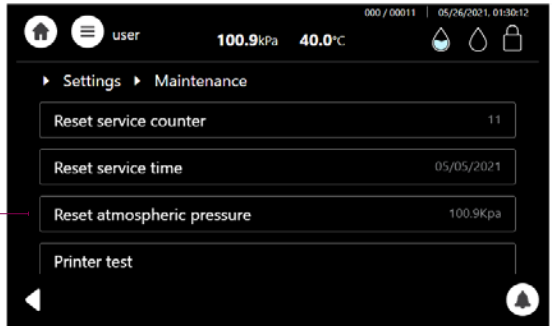 000 / 00011 | 05/26/2021, 01:30:12
user 100.9kPa 40.0°C
Settings Maintenance
Reset service counter 11
Reset service time 05/05/2021
Reset atmospheric pressure 100.9Kpa
Printer test